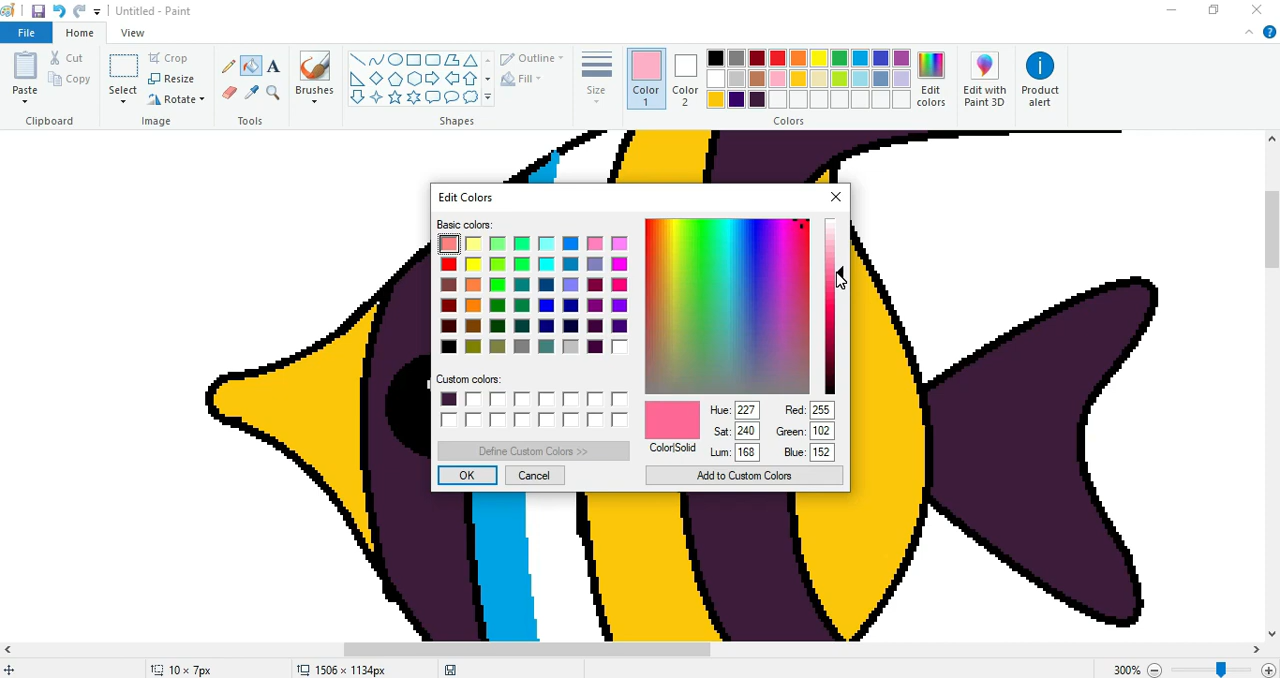 Untitled - Paint
File Home View
Paste
Cut
Copy
Clipboard
Select
Crop
Resize
Rotate
Image
A
Tools
Brushes
Shapes
Outline
Fill
Size
Color 1
Color 2
Edit colors
Colors
Edit with Paint 3D
Product alert
Edit Colors
Basic colors:
Custom colors:
Define Custom Colors >>
OK Cancel
Color|Solid
Hue: 227 Red: 255
Sat: 240 Green: 102
Lum: 168 Blue: 152
Add to Custom Colors
10 × 7px 1506 × 1134px 300%